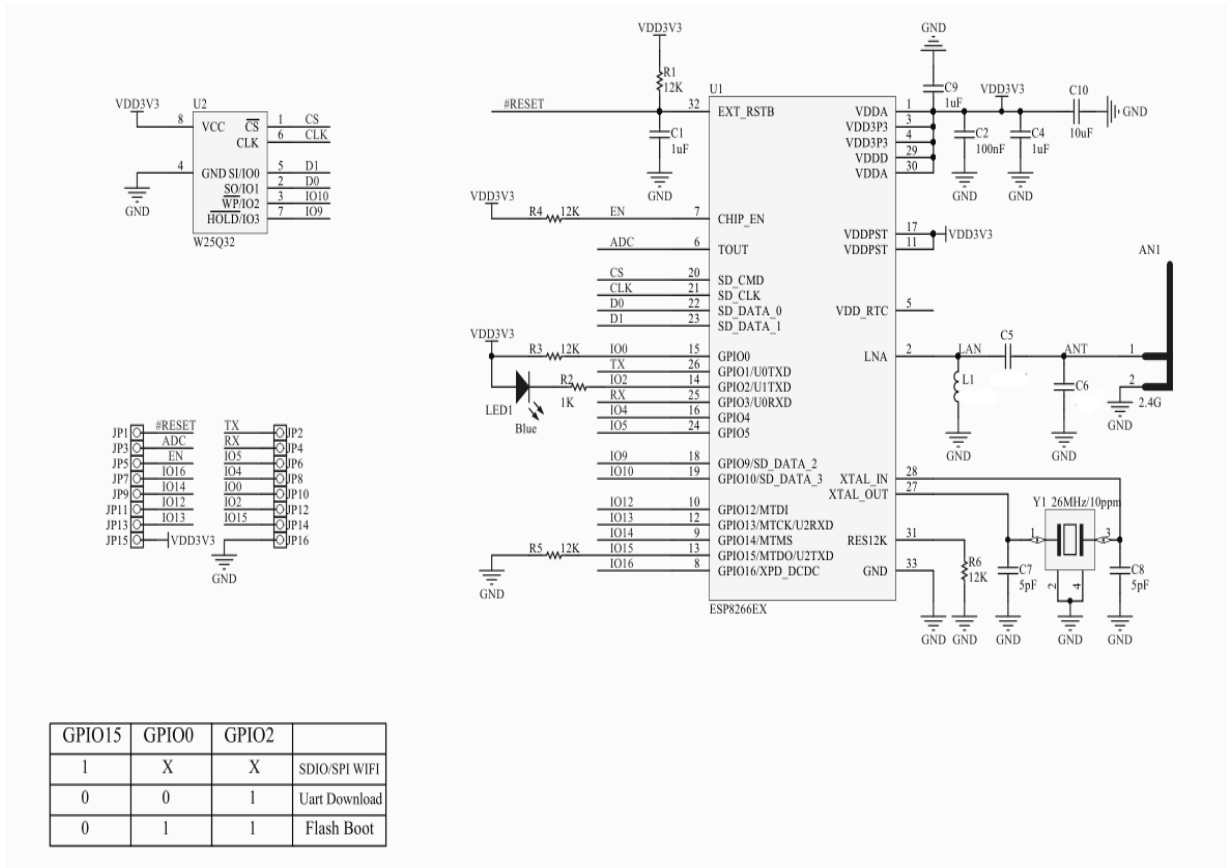 VDD3V3
U2
8 VCC CS 1 CS
CLK 6 CLK
4 GND SI/IO0 5 D1
SO/IO1 2 D0
WP/IO2 3 IO10
HOLD/IO3 7 IO9
GND
W25Q32
JP1 #RESET TX JP2
JP3 ADC RX JP4
JP5 EN IO5 JP6
JP7 IO16 IO4 JP8
JP9 IO14 IO0 JP10
JP11 IO12 IO2 JP12
JP13 IO13 IO15 JP14
JP15 VDD3V3 JP16
GND
VDD3V3
R1
12K
#RESET 32 EXT_RSTB
C1
1uF
GND
VDD3V3
R4 12K EN 7 CHIP_EN
ADC 6 TOUT
CS 20 SD_CMD
CLK 21 SD_CLK
D0 22 SD_DATA_0
D1 23 SD_DATA_1
VDD3V3
R3 12K IO0 15 GPIO0
TX 26 GPIO1/U0TXD
R2 IO2 14 GPIO2/U1TXD
1K
RX 25 GPIO3/U0RXD
LED1
Blue
IO4 16 GPIO4
IO5 24 GPIO5
IO9 18 GPIO9/SD_DATA_2
IO10 19 GPIO10/SD_DATA_3
IO12 10 GPIO12/MTDI
IO13 12 GPIO13/MTCK/U2RXD
IO14 9 GPIO14/MTMS
R5 12K IO15 13 GPIO15/MTDO/U2TXD
IO16 8 GPIO16/XPD_DCDC
GND
U1
ESP8266EX
VDDA 1
VDD3P3 3
VDD3P3 4
VDDD 29
VDDA 30
GND
C9
1uF
VDD3V3
C10
10uF
GND
C2
100nF
C4
1uF
GND
GND
VDDPST 17 VDD3V3
VDDPST 11
VDD_RTC 5
LNA 2 LAN C5 ANT 1
L1
C6
2
GND
GND
GND
AN1
2.4G
XTAL_IN 28
XTAL_OUT 27
Y1 26MHz/10ppm
1 3
2 4
RES12K 31
R6
12K
C7
5pF
C8
5pF
GND 33
GND GND GND GND GND
GPIO15 GPIO0 GPIO2
1 X X SDIO/SPI WIFI
0 0 1 Uart Download
0 1 1 Flash Boot